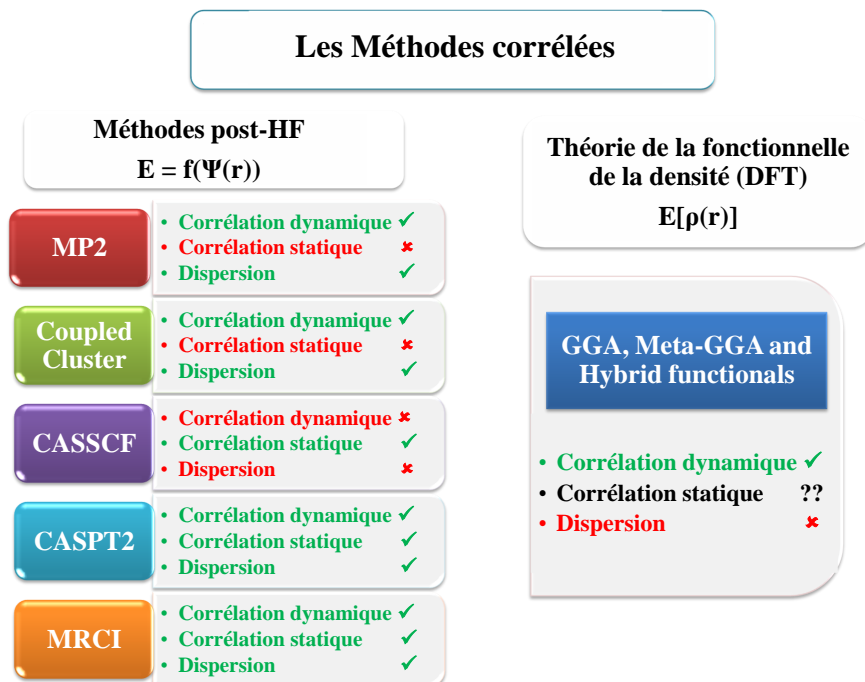 Les Méthodes corrélées
Méthodes post-HF
E = f(Ψ(r))
MP2
• Corrélation dynamique ✓
• Corrélation statique ✖
• Dispersion ✓
Coupled
Cluster
• Corrélation dynamique ✓
• Corrélation statique ✖
• Dispersion ✓
CASSCF
• Corrélation dynamique ✖
• Corrélation statique ✓
• Dispersion ✖
CASPT2
• Corrélation dynamique ✓
• Corrélation statique ✓
• Dispersion ✓
MRCI
• Corrélation dynamique ✓
• Corrélation statique ✓
• Dispersion ✓
Théorie de la fonctionnelle
de la densité (DFT)
E[ρ(r)]
GGA, Meta-GGA and
Hybrid functionals
• Corrélation dynamique ✓
• Corrélation statique ??
• Dispersion ✖